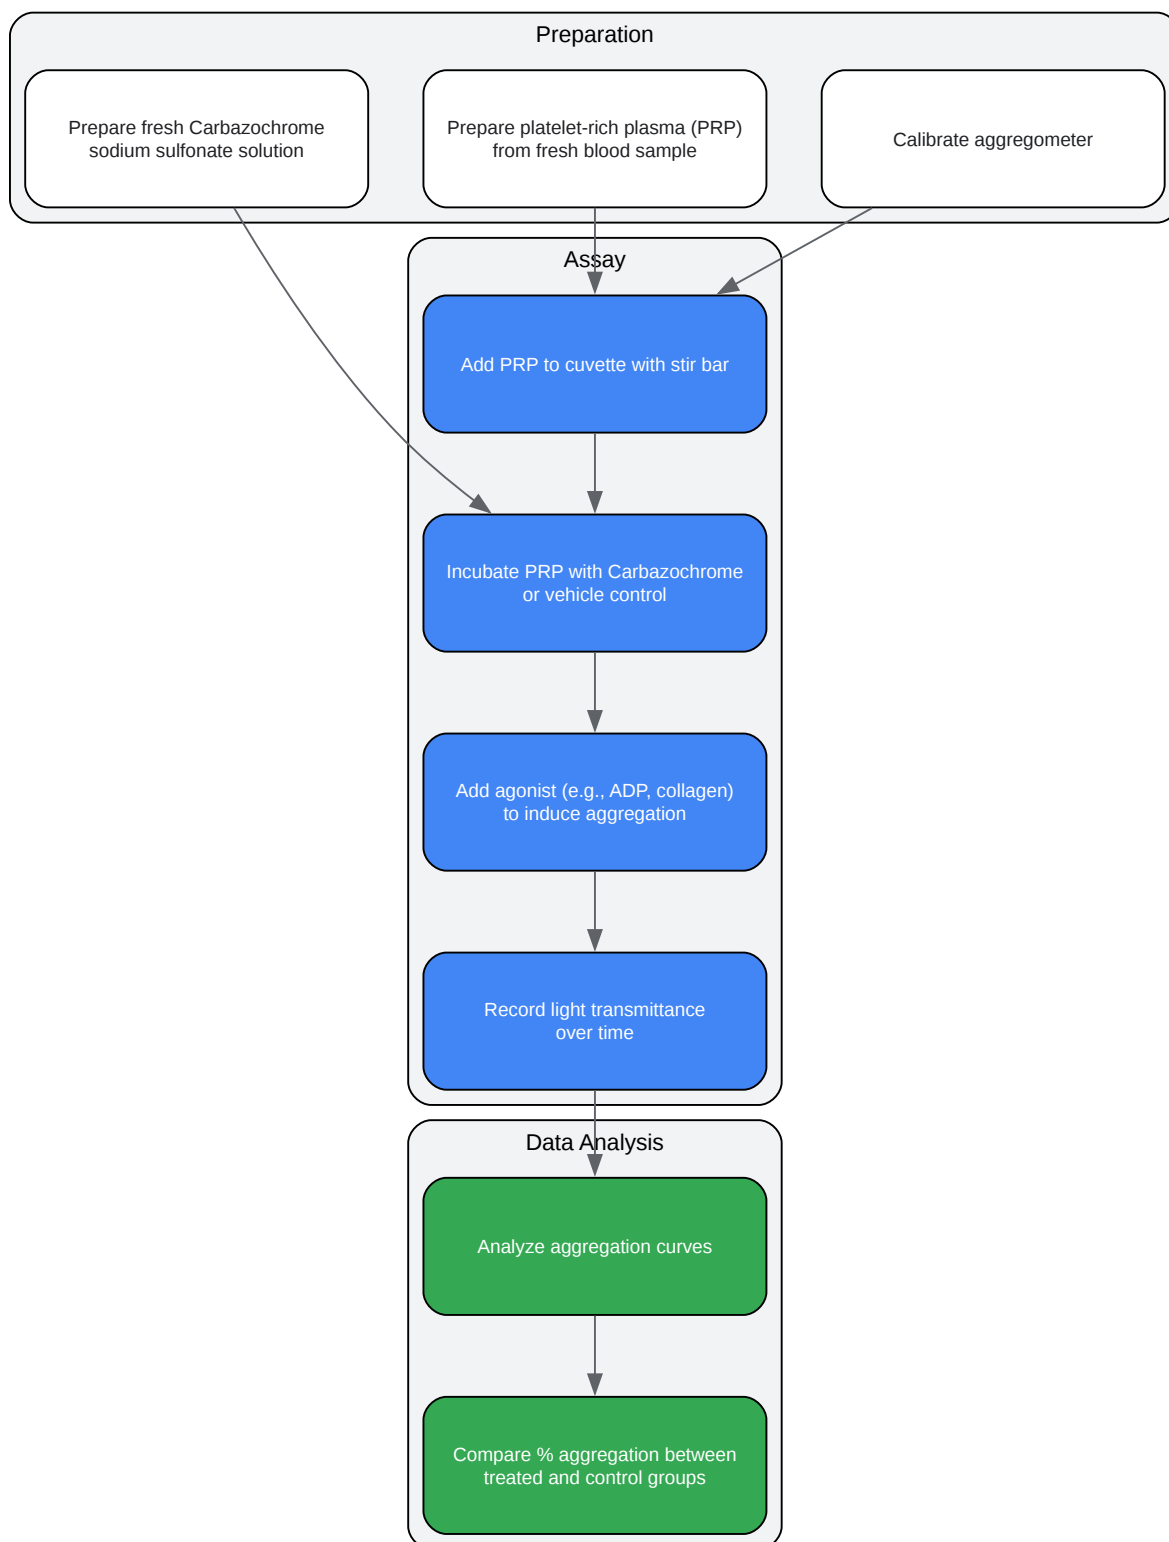 Preparation
Prepare fresh Carbazochrome
sodium sulfonate solution
Prepare platelet-rich plasma (PRP)
from fresh blood sample
Calibrate aggregometer
Assay
Add PRP to cuvette with stir bar
Incubate PRP with Carbazochrome
or vehicle control
Add agonist (e.g., ADP, collagen)
to induce aggregation
Record light transmittance
over time
Data Analysis
Analyze aggregation curves
Compare % aggregation between
treated and control groups